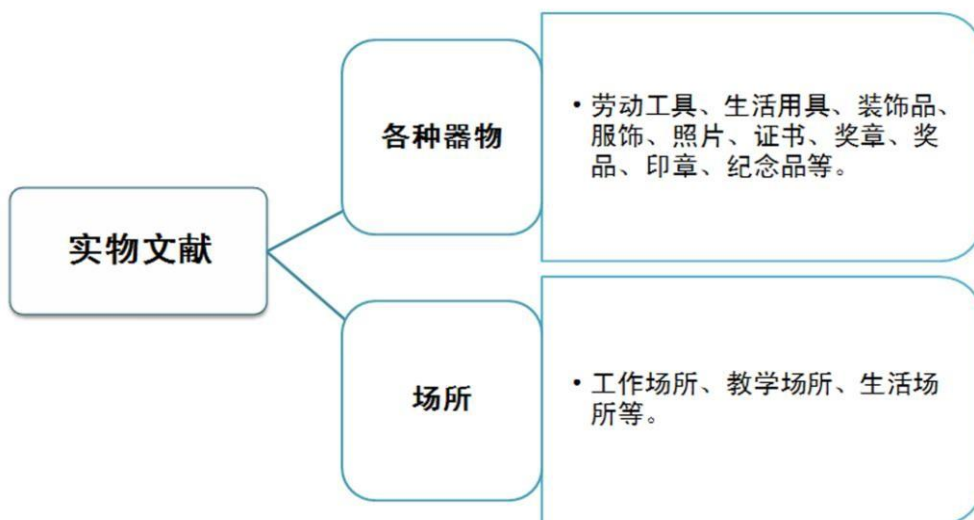 实物文献
各种器物
• 劳动工具、生活用具、装饰品、
服饰、照片、证书、奖章、奖
品、印章、纪念品等。
场所
• 工作场所、教学场所、生活场
所等。